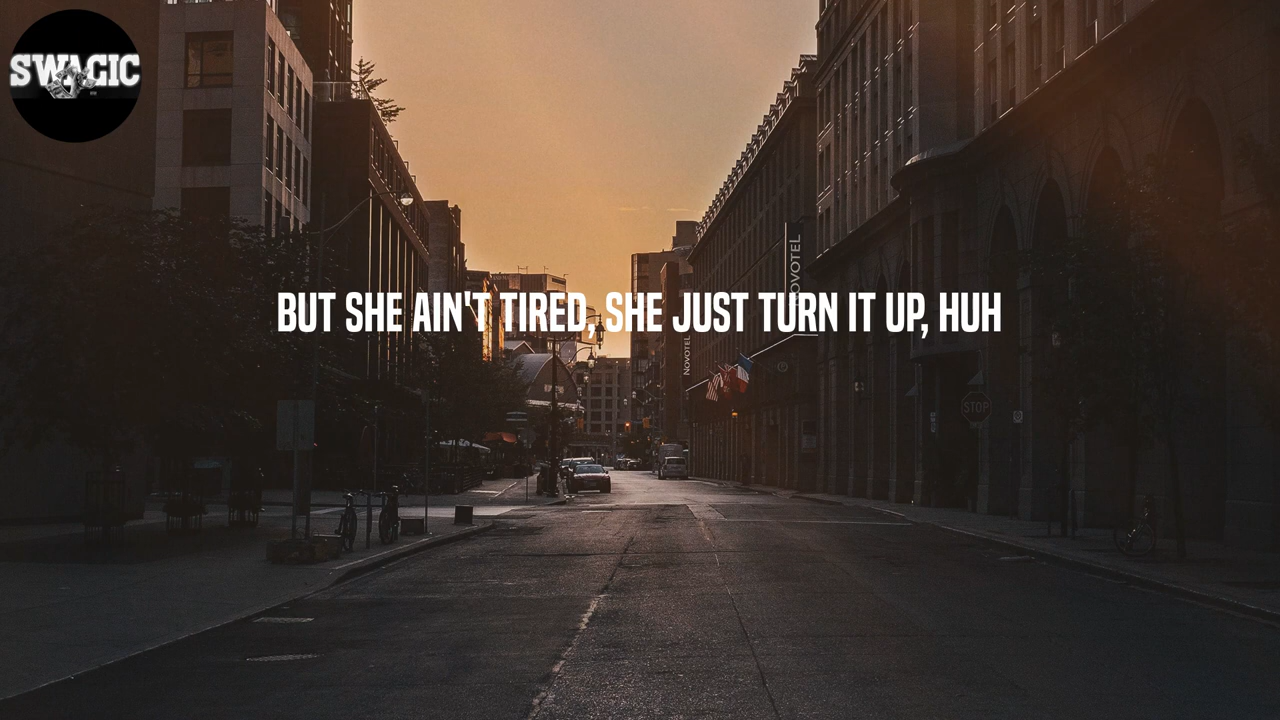 SWAGIC
BUT SHE AIN'T TIRED, SHE JUST TURN IT UP, HUH
NOVOTEL
NOVOTEL
STOP